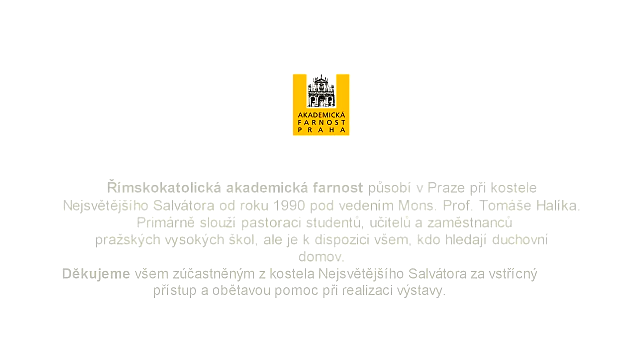 AKADEMICKÁ
FARNOST
PRAHA
Římskokatolická akademická farnost působí v Praze při kostele
Nejsvětějšího Salvátora od roku 1990 pod vedením Mons. Prof. Tomáše Halíka.
Primárně slouží pastoraci studentů, učitelů a zaměstnanců
pražských vysokých škol, ale je k dispozici všem, kdo hledají duchovní
domov.
Děkujeme všem zúčastněným z kostela Nejsvětějšího Salvátora za vstřícný
přístup a obětavou pomoc při realizaci výstavy.